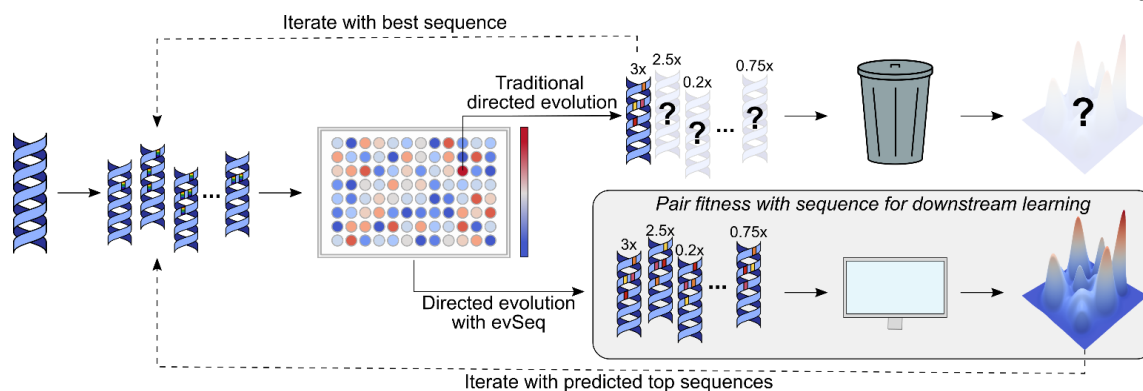 Iterate with best sequence
3x
2.5x
0.2x
0.75x
Traditional
directed evolution
?
?
...
?
?
...
Pair fitness with sequence for downstream learning
3x
2.5x
0.2x
0.75x
...
Directed evolution
with evSeq
Iterate with predicted top sequences